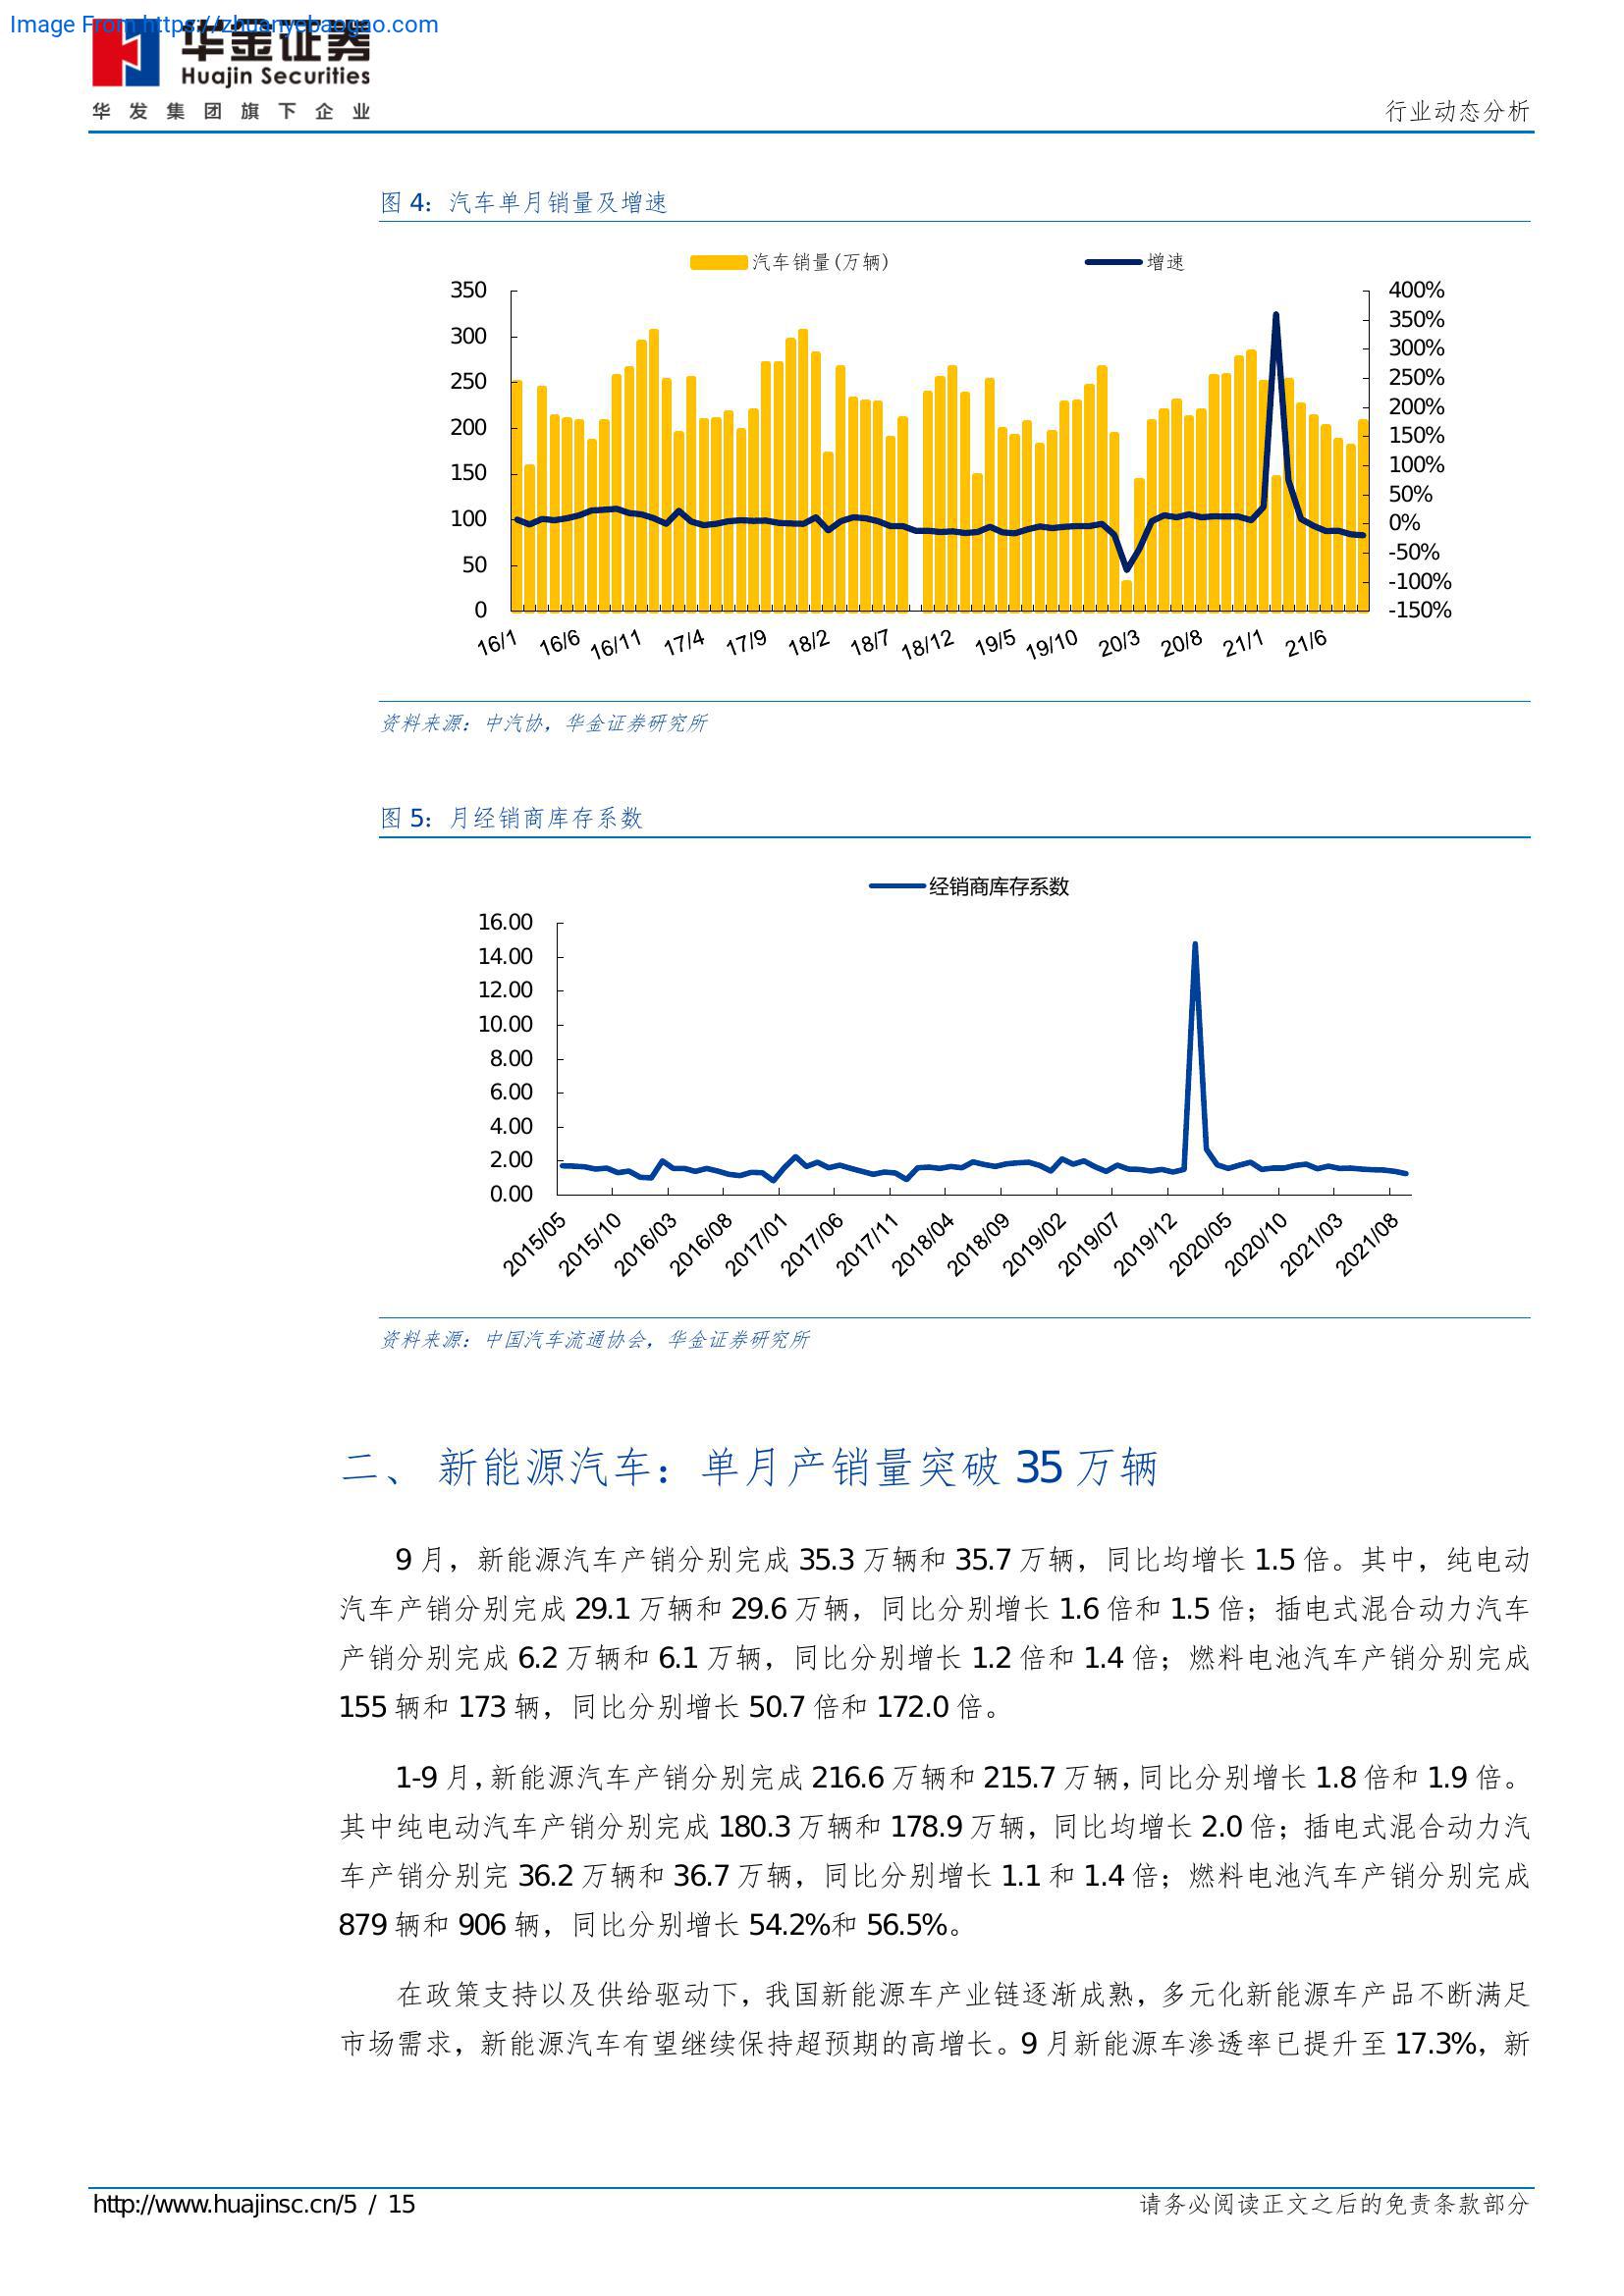 Image From https://zhuanyebaogao.com
华金证券
Huajin Securities
华发集团旗下企业
行业动态分析
图 4：汽车单月销量及增速
汽车销量(万辆) 增速
350 400%
350%
300 300%
250 250%
200%
200 150%
150 100%
50%
100 0%
50 -50%
-100%
0 -150%
16/1 16/6 16/11 17/4 17/9 18/2 18/7 18/12 19/5 19/10 20/3 20/8 21/1 21/6
资料来源：中汽协，华金证券研究所
图 5：月经销商库存系数
经销商库存系数
16.00
14.00
12.00
10.00
8.00
6.00
4.00
2.00
0.00
2015/05 2015/10 2016/03 2016/08 2017/01 2017/06 2017/11 2018/04 2018/09 2019/02 2019/07 2019/12 2020/05 2020/10 2021/03 2021/08
资料来源：中国汽车流通协会，华金证券研究所
二、 新能源汽车：单月产销量突破 35 万辆
9 月，新能源汽车产销分别完成 35.3 万辆和 35.7 万辆，同比均增长 1.5 倍。其中，纯电动
汽车产销分别完成 29.1 万辆和 29.6 万辆，同比分别增长 1.6 倍和 1.5 倍；插电式混合动力汽车
产销分别完成 6.2 万辆和 6.1 万辆，同比分别增长 1.2 倍和 1.4 倍；燃料电池汽车产销分别完成
155 辆和 173 辆，同比分别增长 50.7 倍和 172.0 倍。
1-9 月，新能源汽车产销分别完成 216.6 万辆和 215.7 万辆，同比分别增长 1.8 倍和 1.9 倍。
其中纯电动汽车产销分别完成 180.3 万辆和 178.9 万辆，同比均增长 2.0 倍；插电式混合动力汽
车产销分别完 36.2 万辆和 36.7 万辆，同比分别增长 1.1 和 1.4 倍；燃料电池汽车产销分别完成
879 辆和 906 辆，同比分别增长 54.2%和 56.5%。
在政策支持以及供给驱动下，我国新能源车产业链逐渐成熟，多元化新能源车产品不断满足
市场需求，新能源汽车有望继续保持超预期的高增长。9 月新能源车渗透率已提升至 17.3%，新
http://www.huajinsc.cn/5 / 15 请务必阅读正文之后的免责条款部分